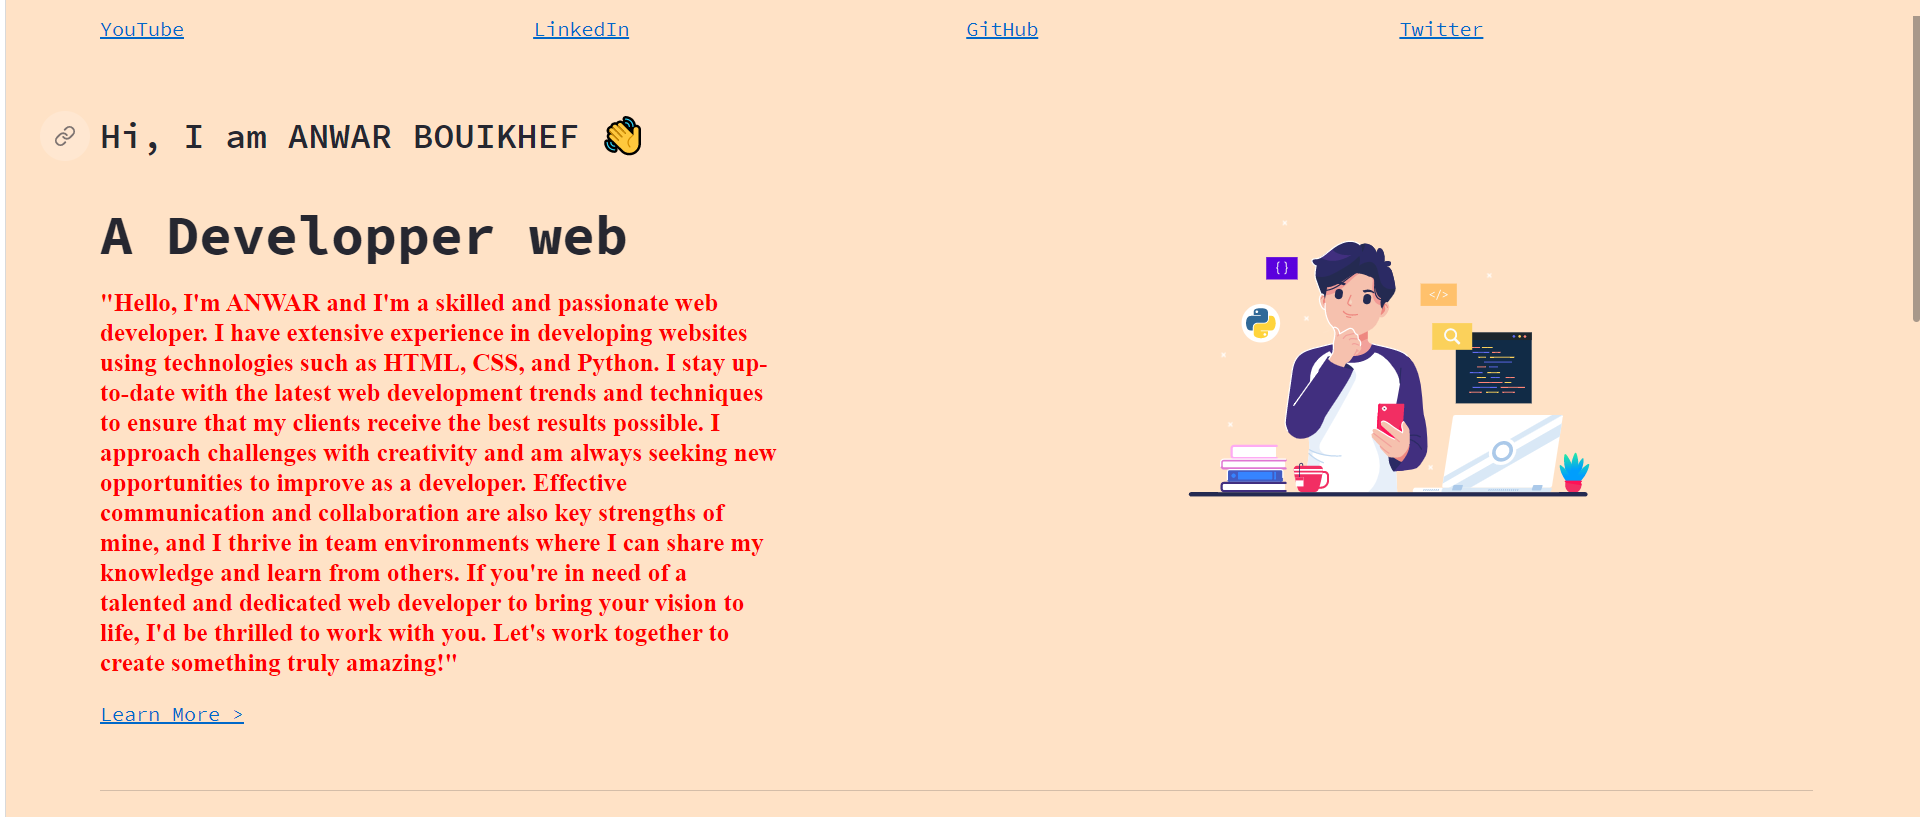 YouTube
LinkedIn
GitHub
Twitter
Hi, I am ANWAR BOUIKHEF 👋
A Developper web
"Hello, I'm ANWAR and I'm a skilled and passionate web
developer. I have extensive experience in developing websites
using technologies such as HTML, CSS, and Python. I stay up-
to-date with the latest web development trends and techniques
to ensure that my clients receive the best results possible. I
approach challenges with creativity and am always seeking new
opportunities to improve as a developer. Effective
communication and collaboration are also key strengths of
mine, and I thrive in team environments where I can share my
knowledge and learn from others. If you're in need of a
talented and dedicated web developer to bring your vision to
life, I'd be thrilled to work with you. Let's work together to
create something truly amazing!"
Learn More >
{ }
</>